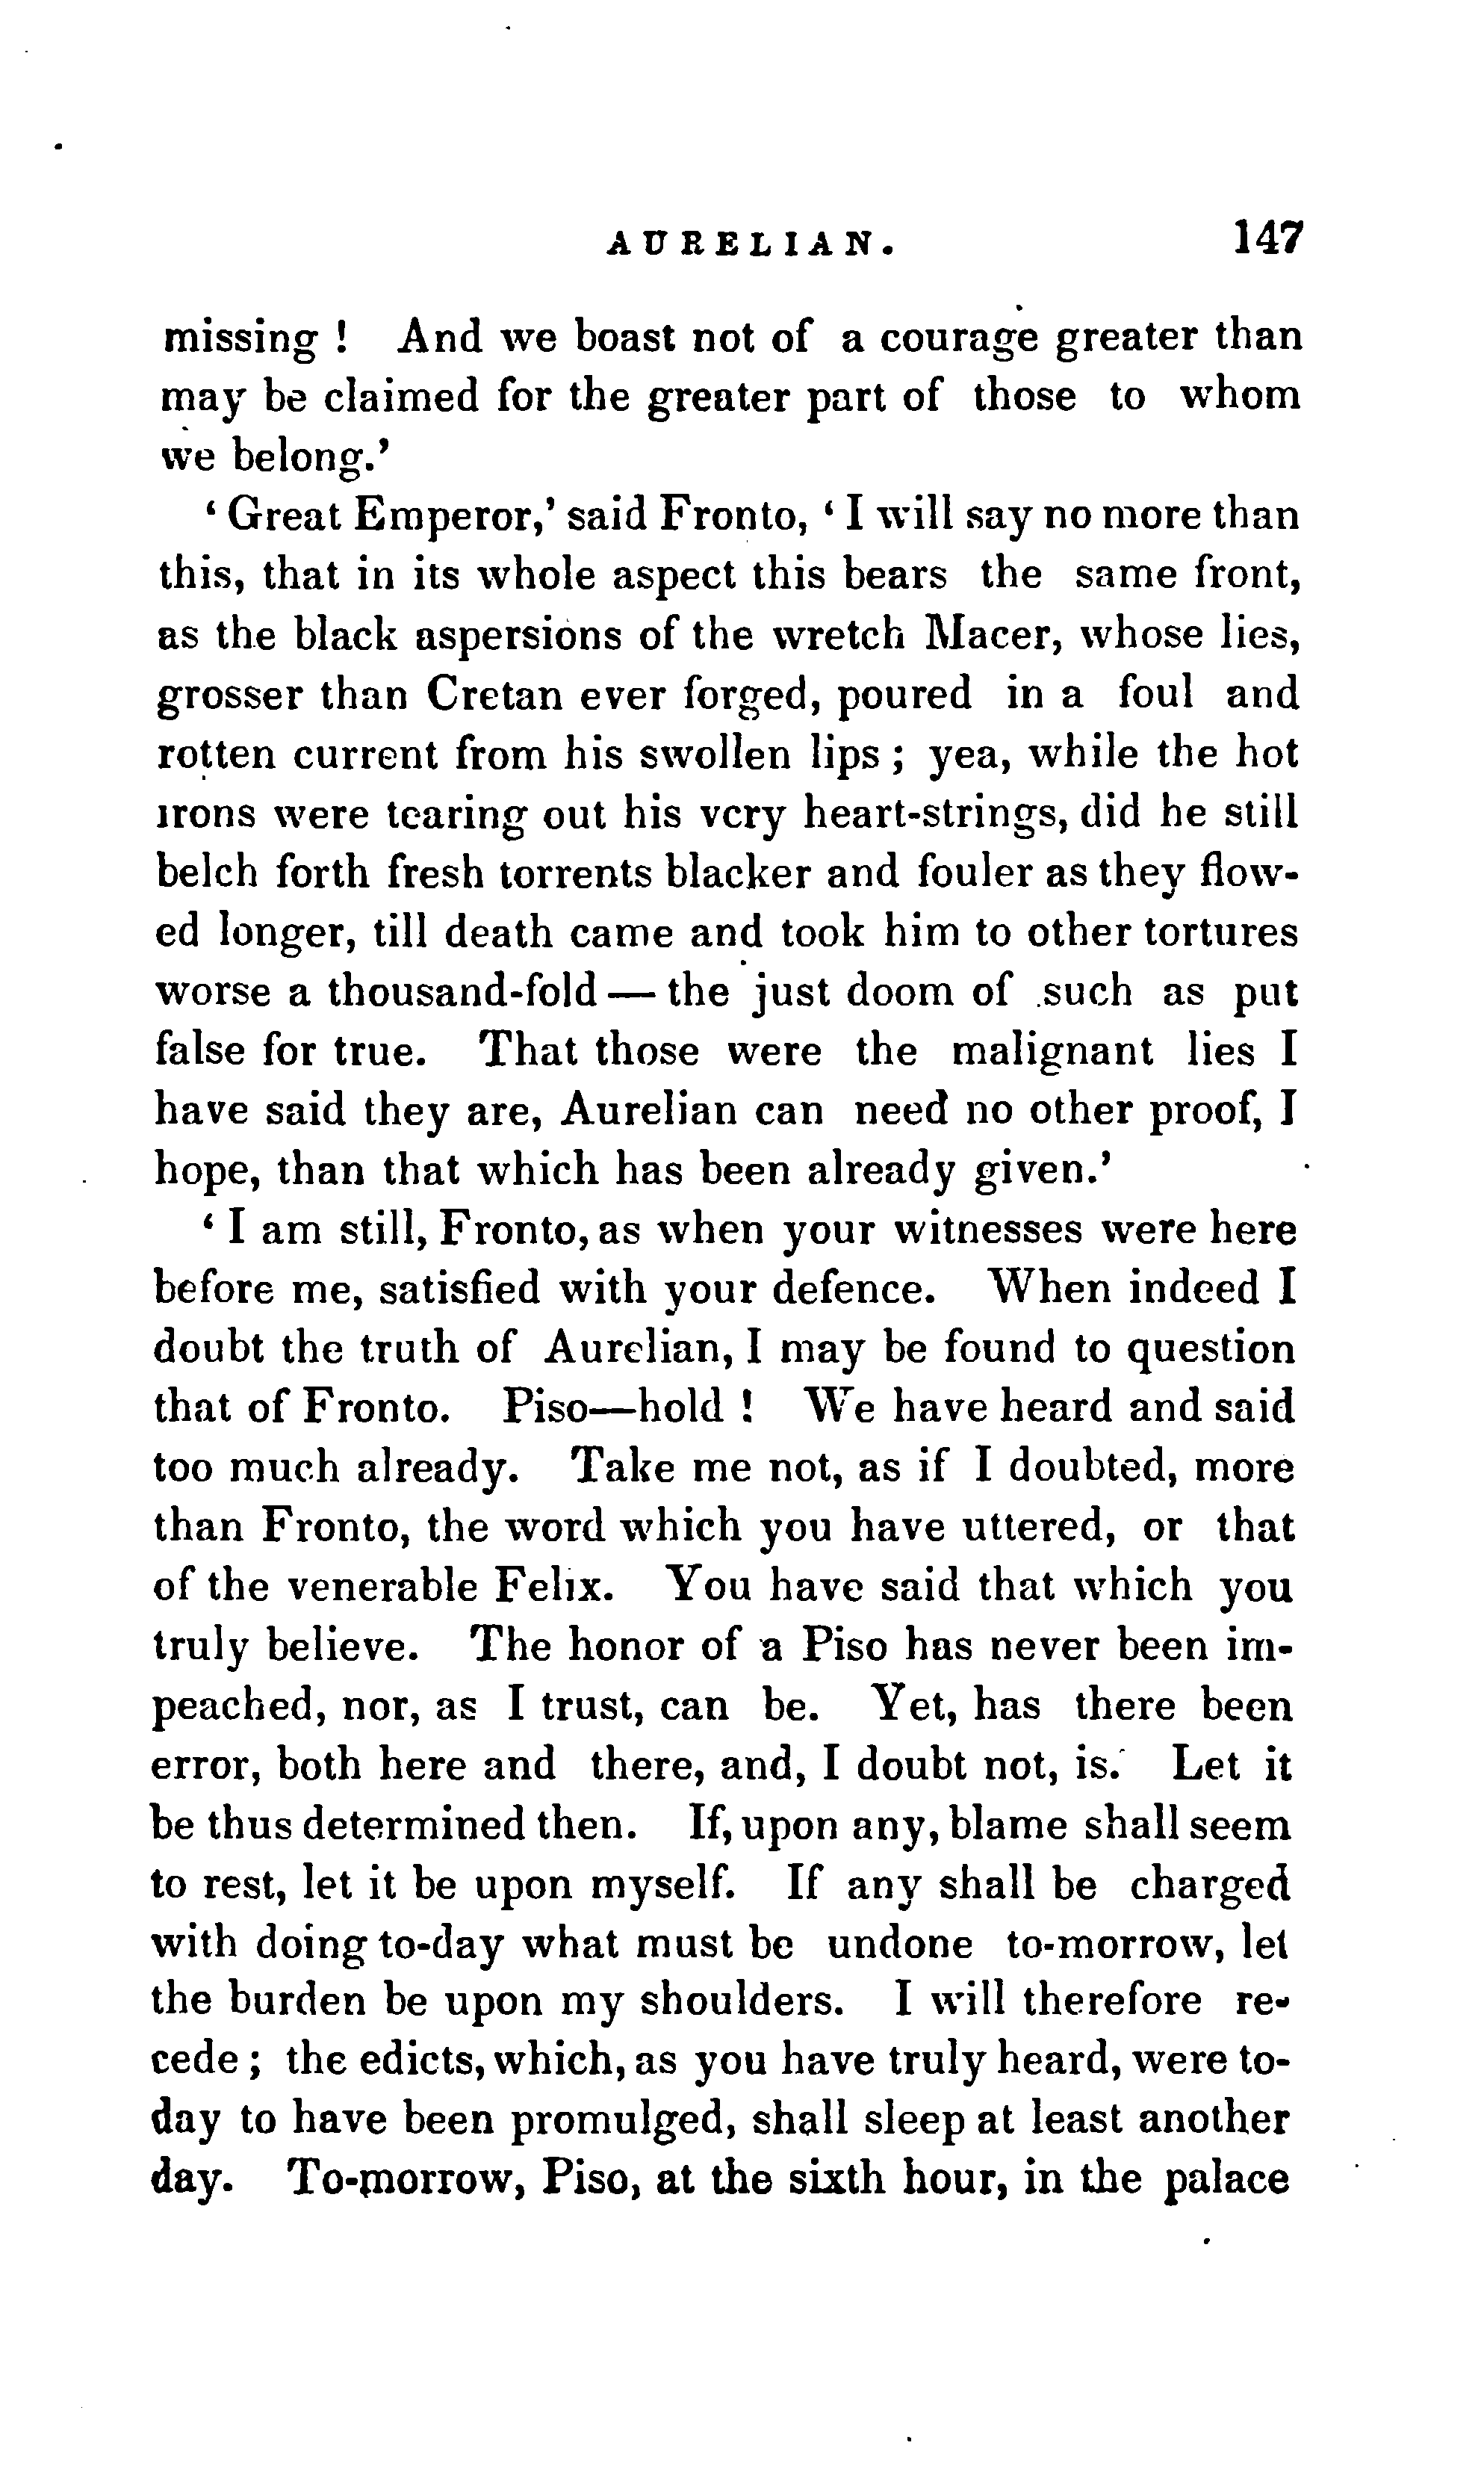 AURELIAN. 147
missing ! And we boast not of a courage greater than
may be claimed for the greater part of those to whom
we belong.’
‘ Great Emperor,’ said Fronto, ‘ I will say no more than
this, that in its whole aspect this bears the same front,
as the black aspersions of the wretch Macer, whose lies,
grosser than Cretan ever forged, poured in a foul and
rotten current from his swollen lips ; yea, while the hot
irons were tearing out his very heart-strings, did he still
belch forth fresh torrents blacker and fouler as they flow-
ed longer, till death came and took him to other tortures
worse a thousand-fold — the just doom of such as put
false for true. That those were the malignant lies I
have said they are, Aurelian can need no other proof, I
hope, than that which has been already given.’
‘ I am still, Fronto, as when your witnesses were here
before me, satisfied with your defence. When indeed I
doubt the truth of Aurelian, I may be found to question
that of Fronto. Piso—hold ! We have heard and said
too much already. Take me not, as if I doubted, more
than Fronto, the word which you have uttered, or that
of the venerable Felix. You have said that which you
truly believe. The honor of a Piso has never been im-
peached, nor, as I trust, can be. Yet, has there been
error, both here and there, and, I doubt not, is. Let it
be thus determined then. If, upon any, blame shall seem
to rest, let it be upon myself. If any shall be charged
with doing to-day what must be undone to-morrow, let
the burden be upon my shoulders. I will therefore re-
cede ; the edicts, which, as you have truly heard, were to-
day to have been promulged, shall sleep at least another
day. To-morrow, Piso, at the sixth hour, in the palace